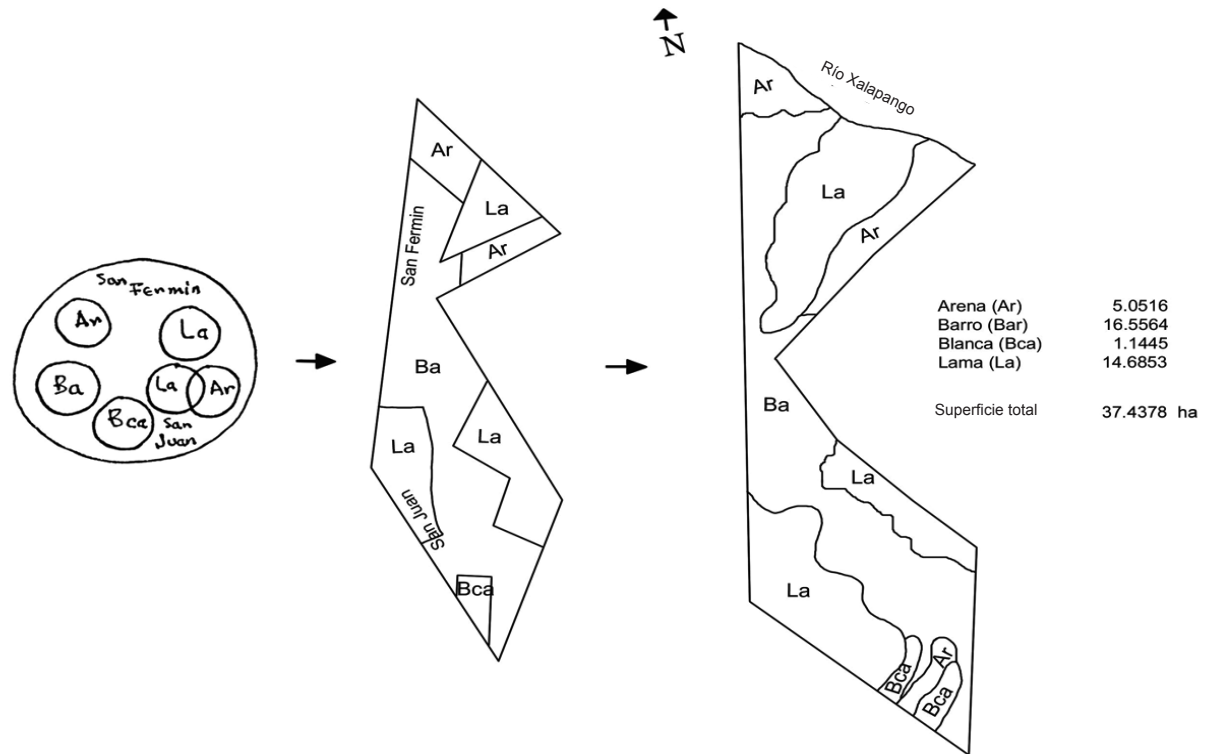 San
Fermin
Ar
La
Ba
La
Ar
Bca
San
Juan
Ar
La
San Fermin
Ar
Ba
La
La
San Juan
Bca
N
Río Xalapango
Ar
La
Ar
Ba
La
La
Bca
Ar
Bca
Arena (Ar) 5.0516
Barro (Bar) 16.5564
Blanca (Bca) 1.1445
Lama (La) 14.6853
Superficie total 37.4378 ha